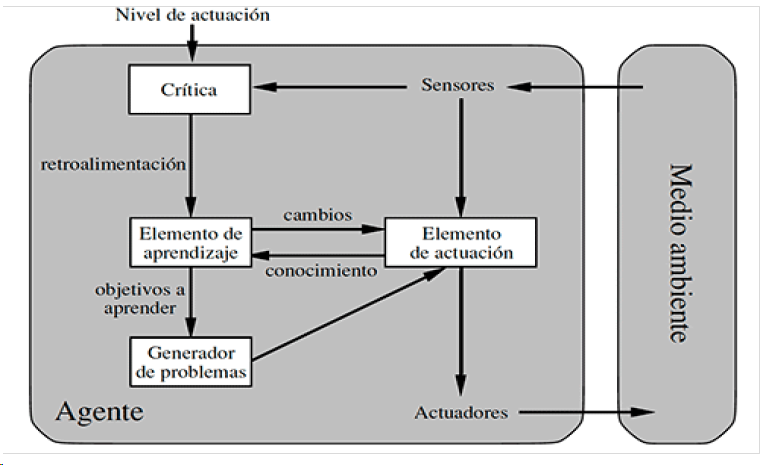 Nivel de actuación
Crítica
Sensores
retroalimentación
Medio ambiente
cambios
Elemento de
aprendizaje
Elemento
de actuación
conocimiento
objetivos a
aprender
Generador
de problemas
Agente
Actuadores